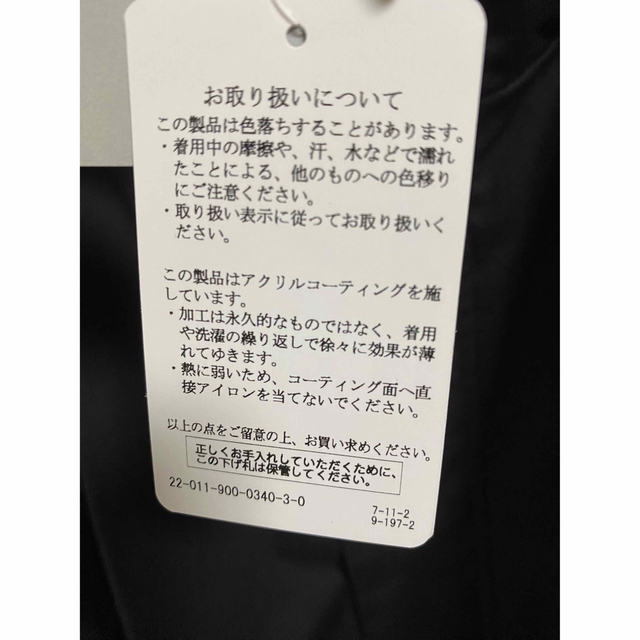 お取り扱いについて
この製品は色落ちすることがあります。
・着用中の摩擦や、汗、水などで濡れ
たことによる、他のものへの色移り
にご注意ください。
・取り扱い表示に従ってお取り扱いく
ださい。
この製品はアクリルコーティングを施
しています。
・加工は永久的なものではなく、着用
や洗濯の繰り返しで徐々に効果が薄
れてゆきます。
・熱に弱いため、コーティング面へ直
接アイロンを当てないでください。
以上の点をご留意の上、お買い求めください。
正しくお手入れしていただくために、
この下げ札は保管してください。
22-011-900-0340-3-0
7-11-2
9-197-2